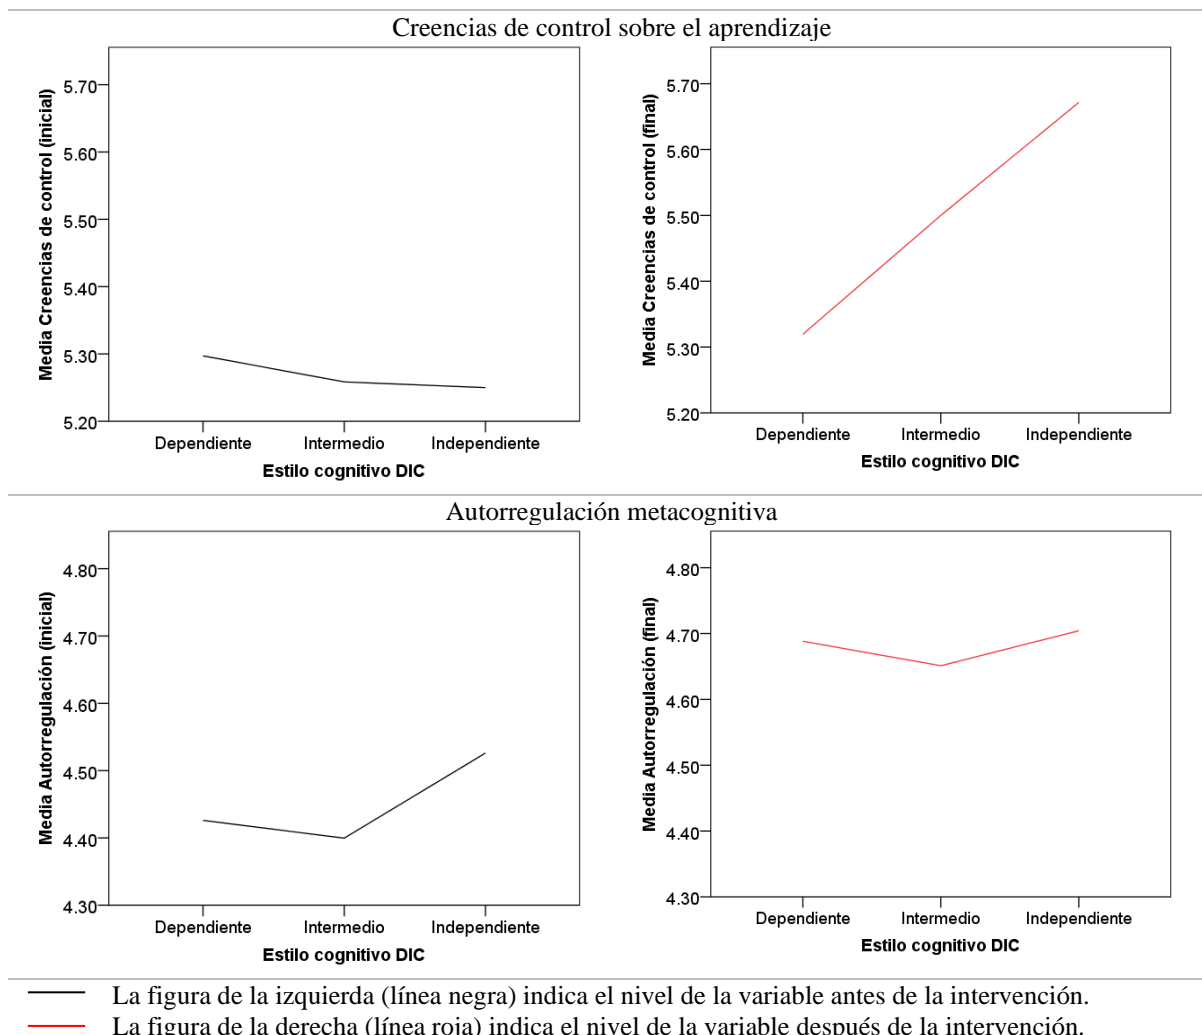 Creencias de control sobre el aprendizaje
Media Creencias de control (inicial)
5.70
5.60
5.50
5.40
5.30
5.20
Dependiente Intermedio Independiente
Estilo cognitivo DIC
Media Creencias de control (final)
5.70
5.60
5.50
5.40
5.30
5.20
Dependiente Intermedio Independiente
Estilo cognitivo DIC
Autorregulación metacognitiva
Media Autorregulación (inicial)
4.80
4.70
4.60
4.50
4.40
4.30
Dependiente Intermedio Independiente
Estilo cognitivo DIC
Media Autorregulación (final)
4.80
4.70
4.60
4.50
4.40
4.30
Dependiente Intermedio Independiente
Estilo cognitivo DIC
La figura de la izquierda (línea negra) indica el nivel de la variable antes de la intervención.
La figura de la derecha (línea roja) indica el nivel de la variable después de la intervención.